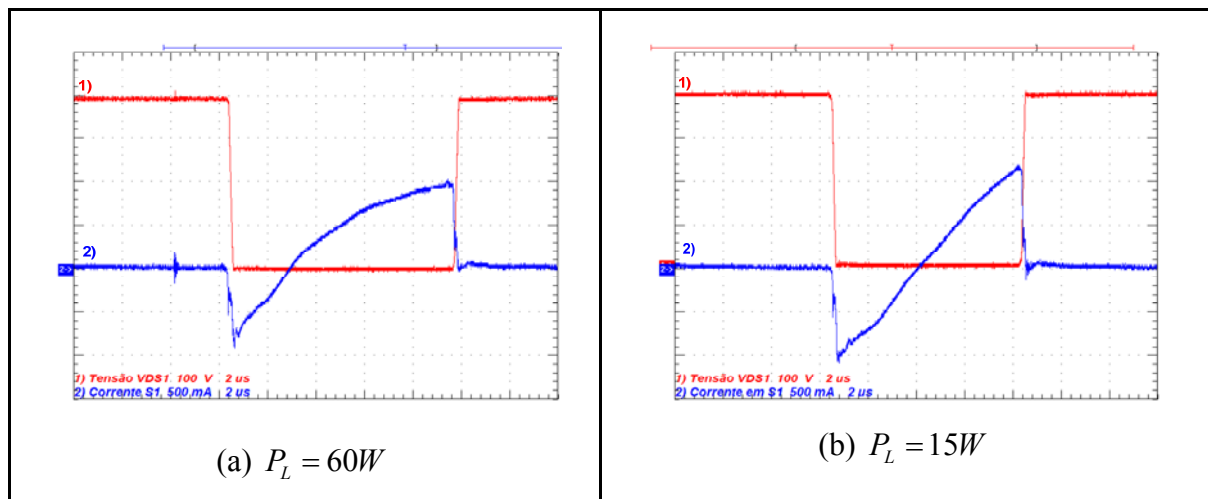 1)
2)
2->
1) Tensão VDS1 100 V 2 us
2) Corrente S1 500 mA 2 us
(a) P_L = 60W
1)
2)
2->
1) Tensão VDS1 100 V 2 us
2) Corrente em S1 500 mA 2 us
(b) P_L = 15W